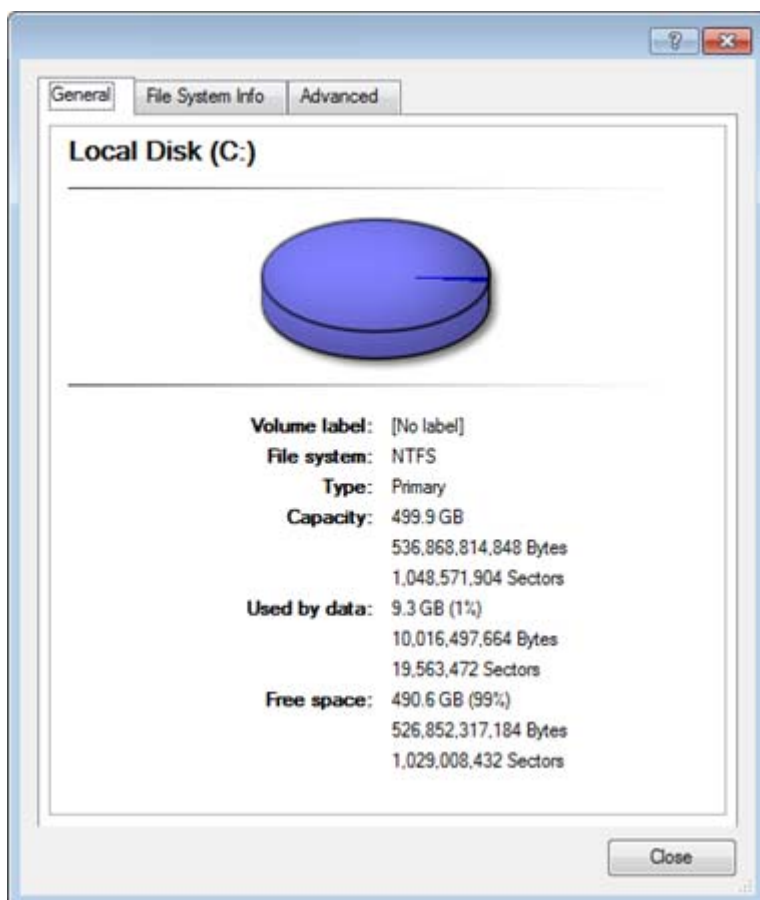 General File System Info Advanced
Local Disk (C:)
Volume label: [No label]
File system: NTFS
Type: Primary
Capacity: 499.9 GB
536,868,814,848 Bytes
1,048,571,904 Sectors
Used by data: 9.3 GB (1%)
10,016,497,664 Bytes
19,563,472 Sectors
Free space: 490.6 GB (99%)
526,852,317,184 Bytes
1,029,008,432 Sectors
Close